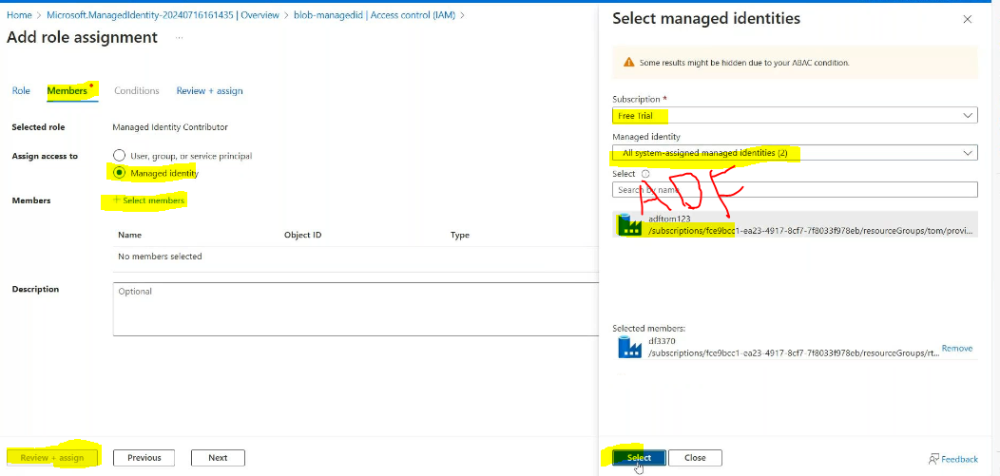 Home > Microsoft.ManagedIdentity-20240716161435 | Overview > blob-managedid | Access control (IAM) >
Add role assignment ...
Role Members * Conditions Review + assign
Selected role Managed Identity Contributor
Assign access to User, group, or service principal
Managed identity
Members + Select members
Name Object ID Type
No members selected
Description Optional
Review + assign Previous Next
Select managed identities
Some results might be hidden due to your ABAC condition.
Subscription *
Free Trial
Managed identity
All system-assigned managed identities (2)
Select
Search by name
ADF
adftom123
/subscriptions/fce9bcc1-ea23-4917-8cf7-7f8033f978eb/resourceGroups/tom/provi...
Selected members:
df3370
/subscriptions/fce9bcc1-ea23-4917-8cf7-7f8033f978eb/resourceGroups/rt...
Remove
Select Close
Feedback